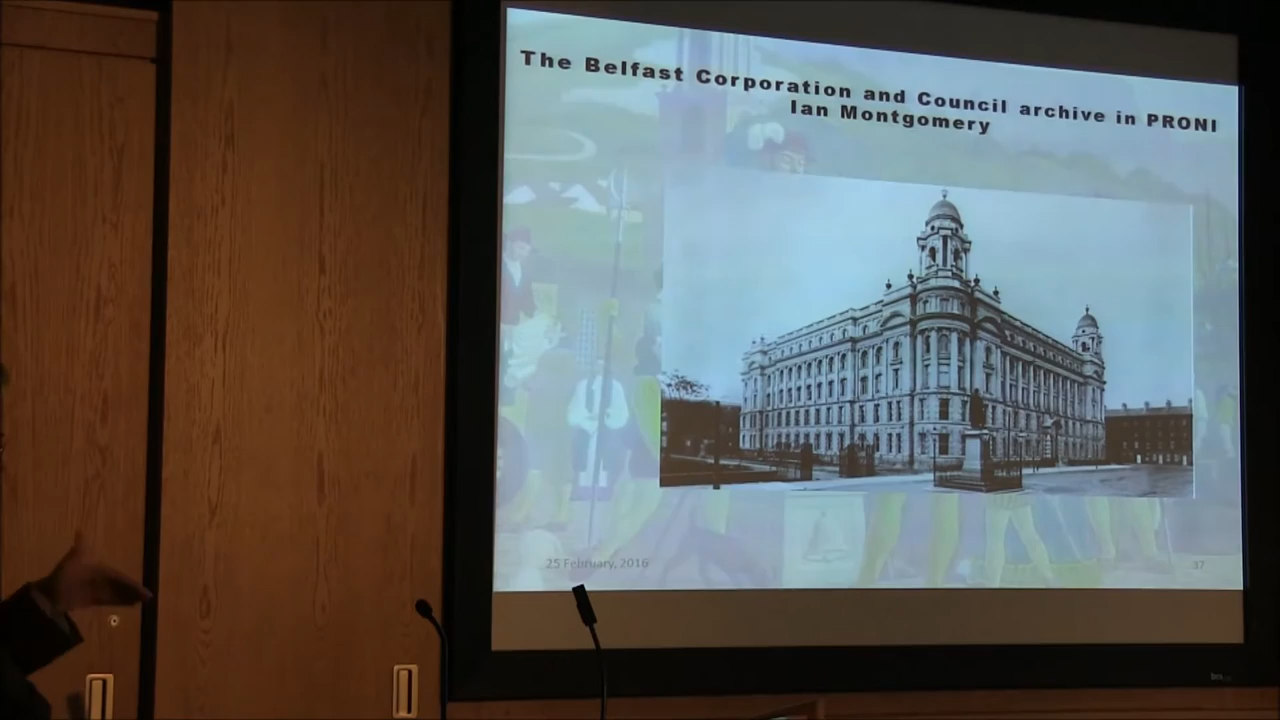 The Belfast Corporation and Council archive in PRONI
Ian Montgomery
25 February, 2016
37